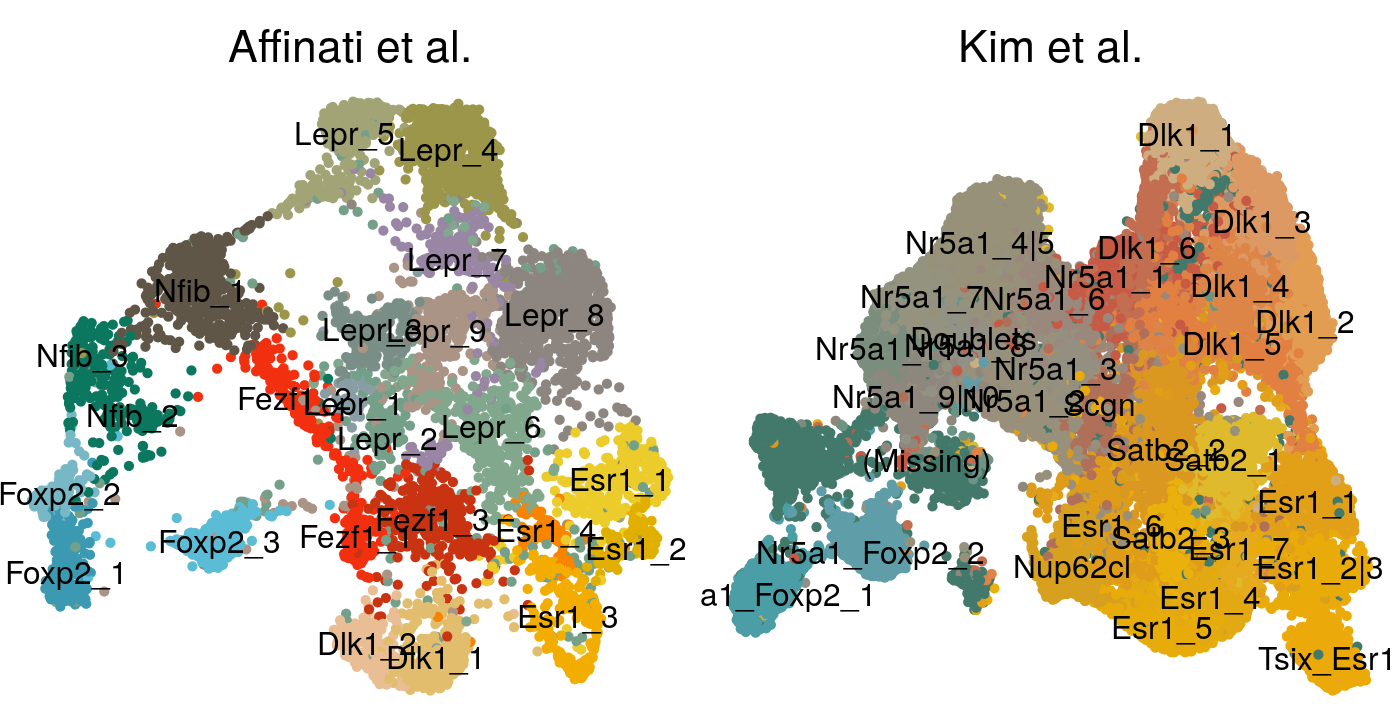 Affinati et al.
Kim et al.
Lepr_5
Lepr_4
Lepr_7
Nfib_1
Lepr_8
Lepr_3
Lepr_9
Nfib_3
Fezf1_2
Lepr_1
Nfib_2
Lepr_2
Lepr_6
Esr1_1
Foxp2_2
Foxp2_3
Fezf1_1
Fezf1_3
Esr1_4
Esr1_2
Foxp2_1
Esr1_3
Dlk1_2
Dlk1_1
Dlk1_1
Dlk1_3
Nr5a1_4|5
Dlk1_6
Nr5a1_1
Dlk1_4
Nr5a1_7
Nr5a1_6
Dlk1_2
Doublets
Dlk1_5
Nr5a1_8
Nr5a1_3
Nr5a1_9|10
Nr5a1_2
Scgn
(Missing)
Satb2_2
Satb2_1
Esr1_1
Esr1_6
Satb2_3
Esr1_7
Nr5a1_Foxp2_2
Nup62cl
Esr1_2|3
a1_Foxp2_1
Esr1_4
Esr1_5
Tsix_Esr1